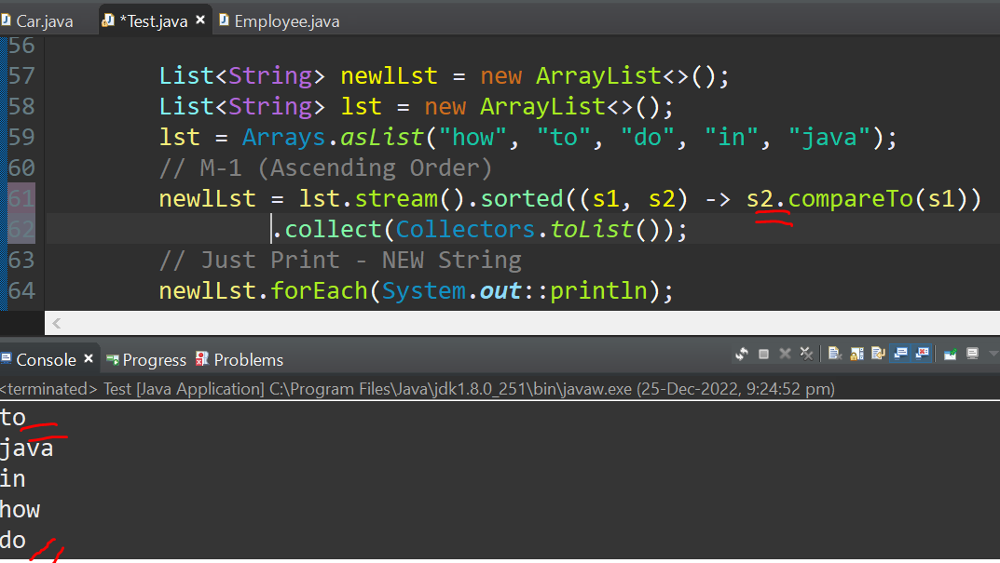 Car.java *Test.java Employee.java
56
57 List<String> newlLst = new ArrayList<>();
58 List<String> lst = new ArrayList<>();
59 lst = Arrays.asList("how", "to", "do", "in", "java");
60 // M-1 (Ascending Order)
61 newlLst = lst.stream().sorted((s1, s2) -> s2.compareTo(s1))
62 .collect(Collectors.toList());
63 // Just Print - NEW String
64 newlLst.forEach(System.out::println);
Console Progress Problems
<terminated> Test [Java Application] C:\Program Files\Java\jdk1.8.0_251\bin\javaw.exe (25-Dec-2022, 9:24:52 pm)
to
java
in
how
do